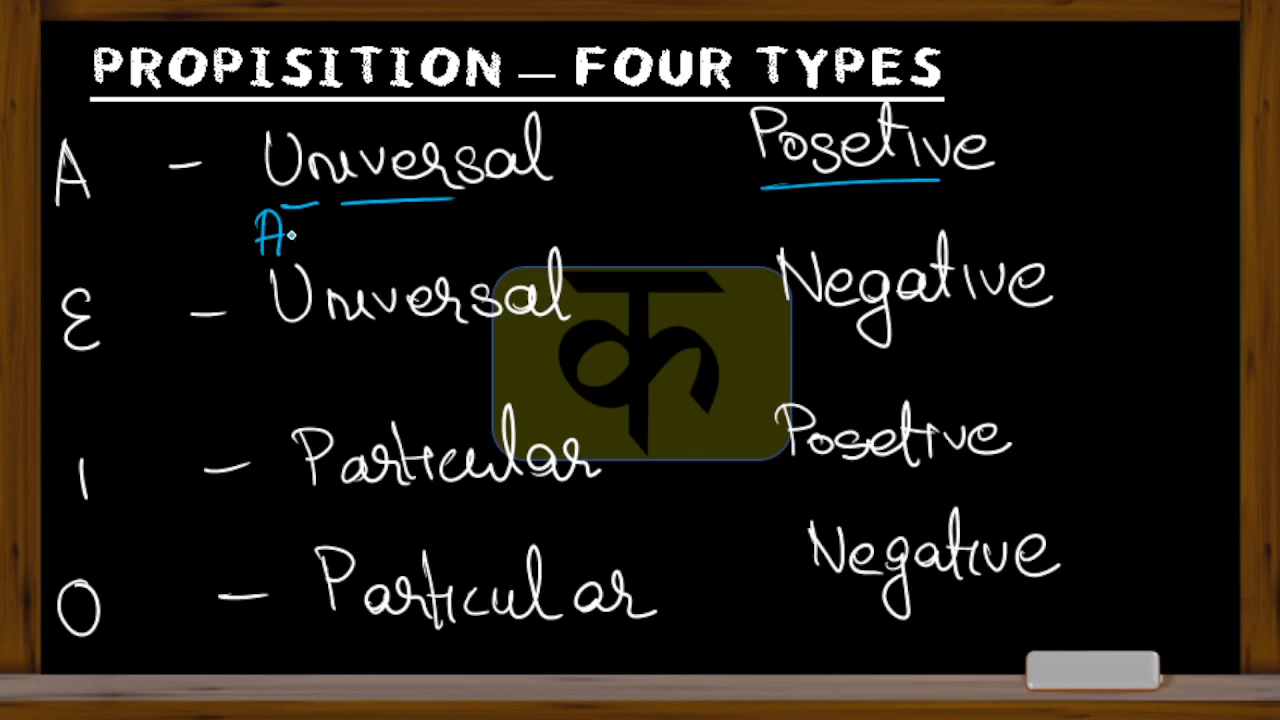 PROPISITION – FOUR TYPES
A – Universal Posetive
A
E – Universal Negative
क
I – Particular Posetive
O – Particular Negative